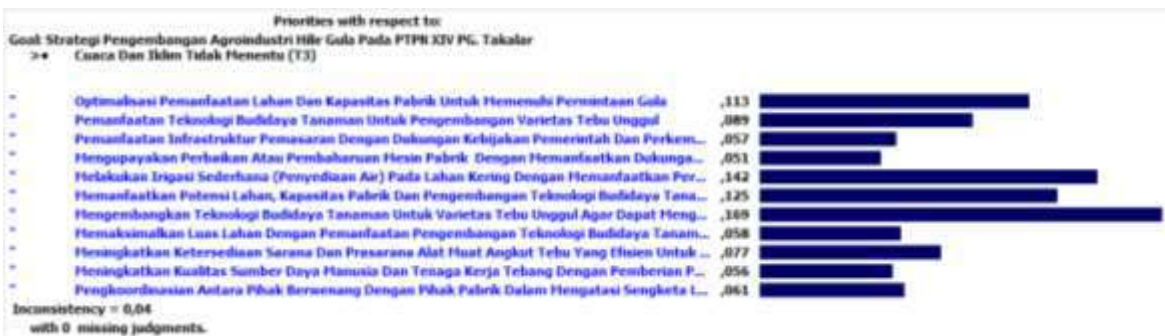 Priorities with respect to:
Goal: Strategi Pengembangan Agroindustri Hilir Gula Pada PTPN XIV PG. Takalar
>• Cuaca Dan Iklim Tidak Menentu (T3)
Optimalisasi Pemanfaatan Lahan Dan Kapasitas Pabrik Untuk Memenuhi Permintaan Gula ,113
Pemanfaatan Teknologi Budidaya Tanaman Untuk Pengembangan Varietas Tebu Unggul ,089
Pemanfaatan Infrastruktur Pemasaran Dengan Dukungan Kebijakan Pemerintah Dan Perkem... ,057
Mengupayakan Perbaikan Atau Pembaharuan Mesin Pabrik Dengan Memanfaatkan Dukunga... ,051
Melakukan Irigasi Sederhana (Penyediaan Air) Pada Lahan Kering Dengan Memanfaatkan Per... ,142
Memanfaatkan Potensi Lahan, Kapasitas Pabrik Dan Pengembangan Teknologi Budidaya Tana... ,125
Mengembangkan Teknologi Budidaya Tanaman Untuk Varietas Tebu Unggul Agar Dapat Meng... ,169
Memaksimalkan Luas Lahan Dengan Pemanfaatan Pengembangan Teknologi Budidaya Tanam... ,058
Meningkatkan Ketersediaan Sarana Dan Prasarana Alat Muat Angkut Tebu Yang Efisien Untuk ... ,077
Meningkatkan Kualitas Sumber Daya Manusia Dan Tenaga Kerja Tebang Dengan Pemberian P... ,056
Pengkoordinasian Antara Pihak Berwenang Dengan Pihak Pabrik Dalam Mengatasi Sengketa L... ,061
Inconsistency = 0,04
with 0 missing judgments.